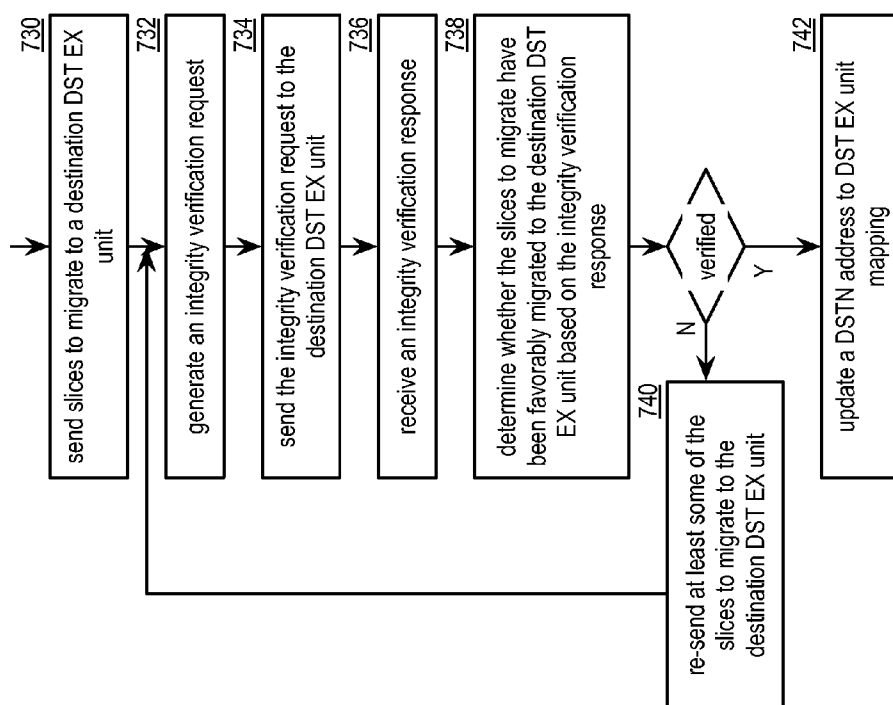 730
send slices to migrate to a destination DST EX
unit
732
generate an integrity verification request
734
send the integrity verification request to the
destination DST EX unit
736
receive an integrity verification response
738
determine whether the slices to migrate have
been favorably migrated to the destination DST
EX unit based on the integrity verification
response
verified
N
Y
740
re-send at least some of the
slices to migrate to the
destination DST EX unit
742
update a DSTN address to DST EX unit
mapping